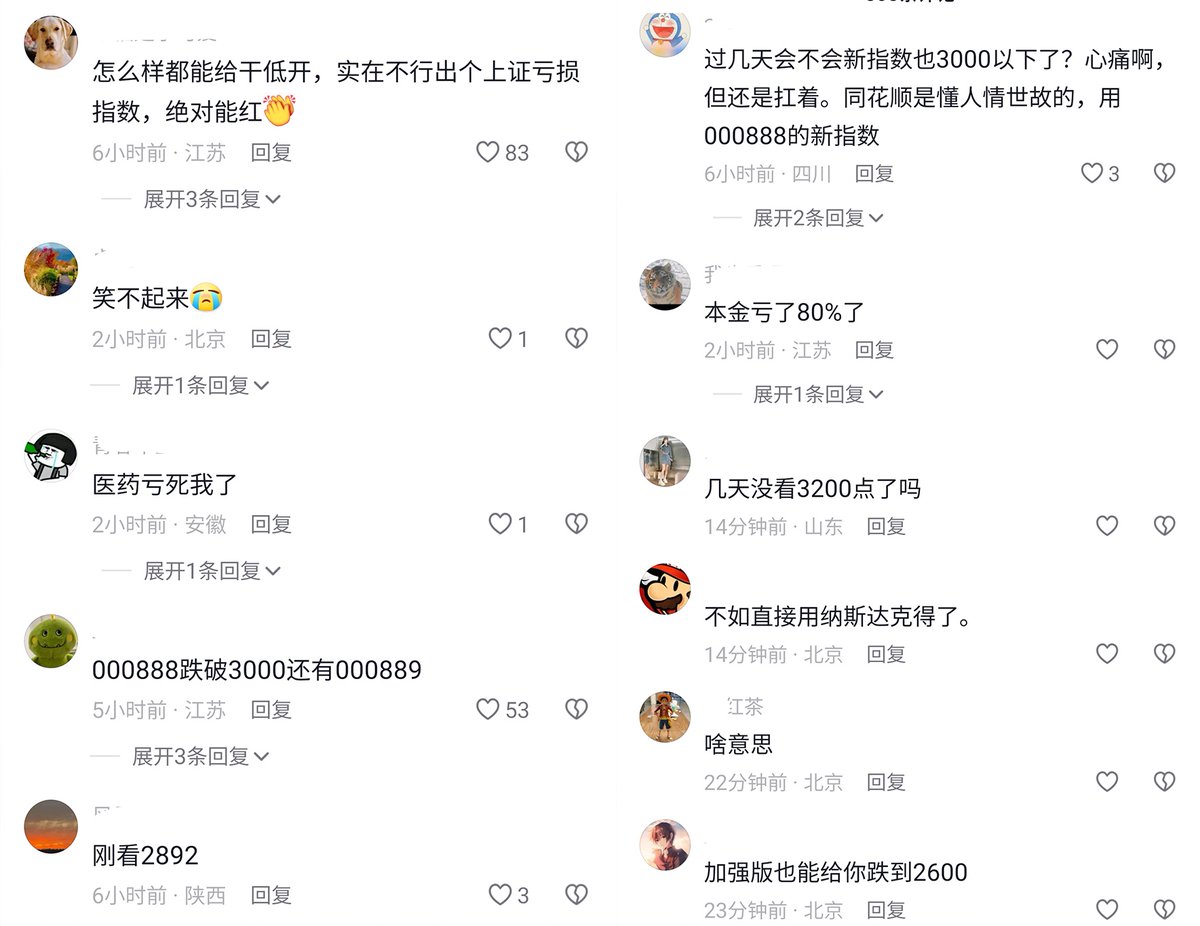 怎么样都能给干低开，实在不行出个上证亏损
指数，绝对能红👏
6小时前 · 江苏 回复
83
展开3条回复
笑不起来😭
2小时前 · 北京 回复
1
展开1条回复
医药亏死我了
2小时前 · 安徽 回复
1
展开1条回复
000888跌破3000还有000889
5小时前 · 江苏 回复
53
展开3条回复
刚看2892
6小时前 · 陕西 回复
3
过几天会不会新指数也3000以下了？心痛啊，
但还是扛着。同花顺是懂人情世故的，用
000888的新指数
6小时前 · 四川 回复
3
展开2条回复
本金亏了80%了
2小时前 · 江苏 回复
展开1条回复
几天没看3200点了吗
14分钟前 · 山东 回复
不如直接用纳斯达克得了。
14分钟前 · 北京 回复
红茶
啥意思
22分钟前 · 北京 回复
加强版也能给你跌到2600
23分钟前 · 北京 回复